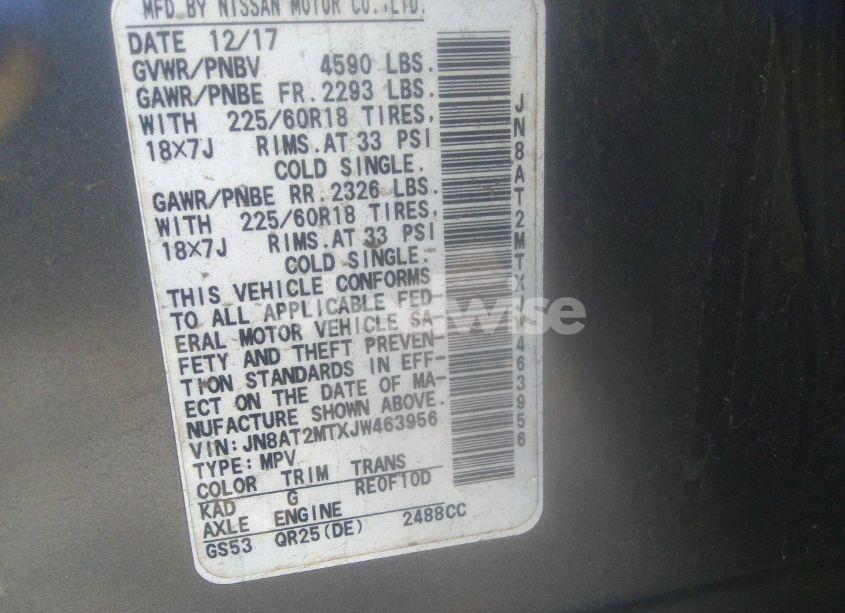 MFD.BY NISSAN MOTOR CO.,LTD.
DATE 12/17
GVWR/PNBV 4590 LBS.
GAWR/PNBE FR.2293 LBS.
WITH 225/60R18 TIRES,
18X7J RIMS.AT 33 PSI
COLD SINGLE.
GAWR/PNBE RR.2326 LBS.
WITH 225/60R18 TIRES,
18X7J RIMS.AT 33 PSI
COLD SINGLE.
THIS VEHICLE CONFORMS
TO ALL APPLICABLE FED
ERAL MOTOR VEHICLE SA-
FETY AND THEFT PREVEN-
TION STANDARDS IN EFF-
ECT ON THE DATE OF MA-
NUFACTURE SHOWN ABOVE.
VIN:JN8AT2MTXJW463956
TYPE:MPV
COLOR TRIM TRANS
KAD G RE0F10D
AXLE ENGINE
GS53 QR25(DE) 2488CC
JN8AT2MTXJW463956